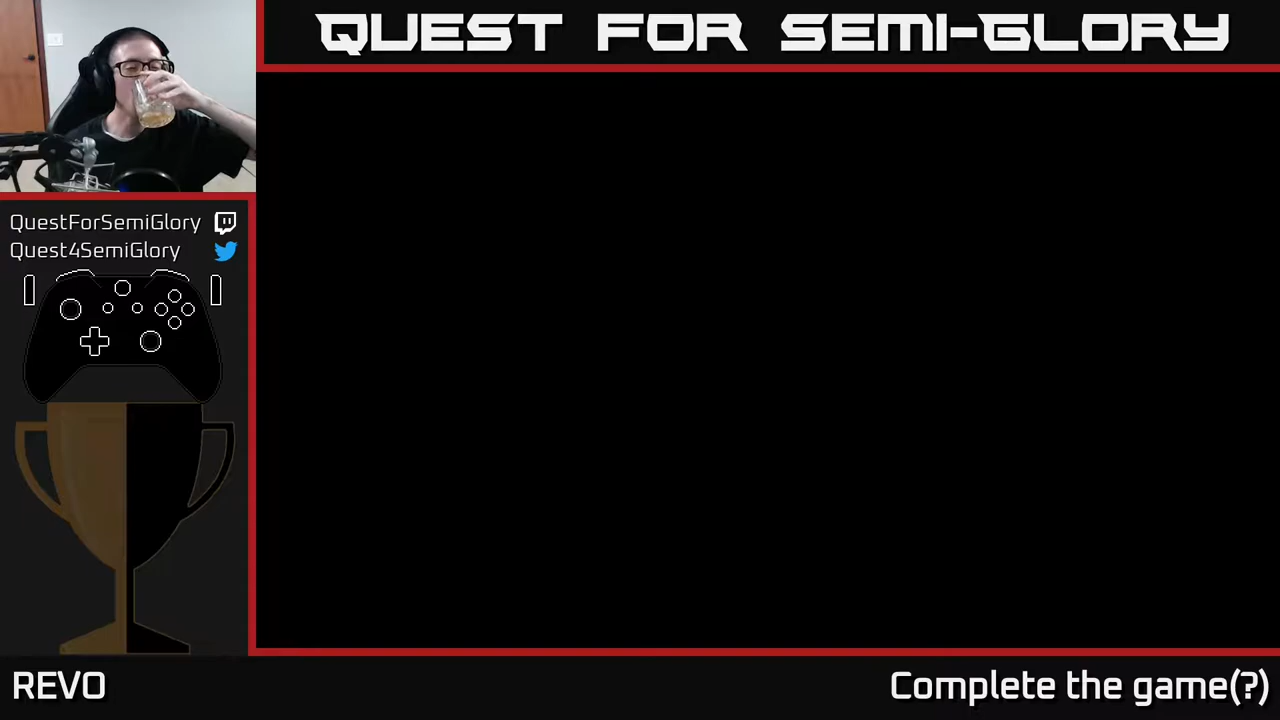 QUEST FOR SEMI-GLORY
QuestForSemiGlory
Quest4SemiGlory
REVO
Complete the game(?)